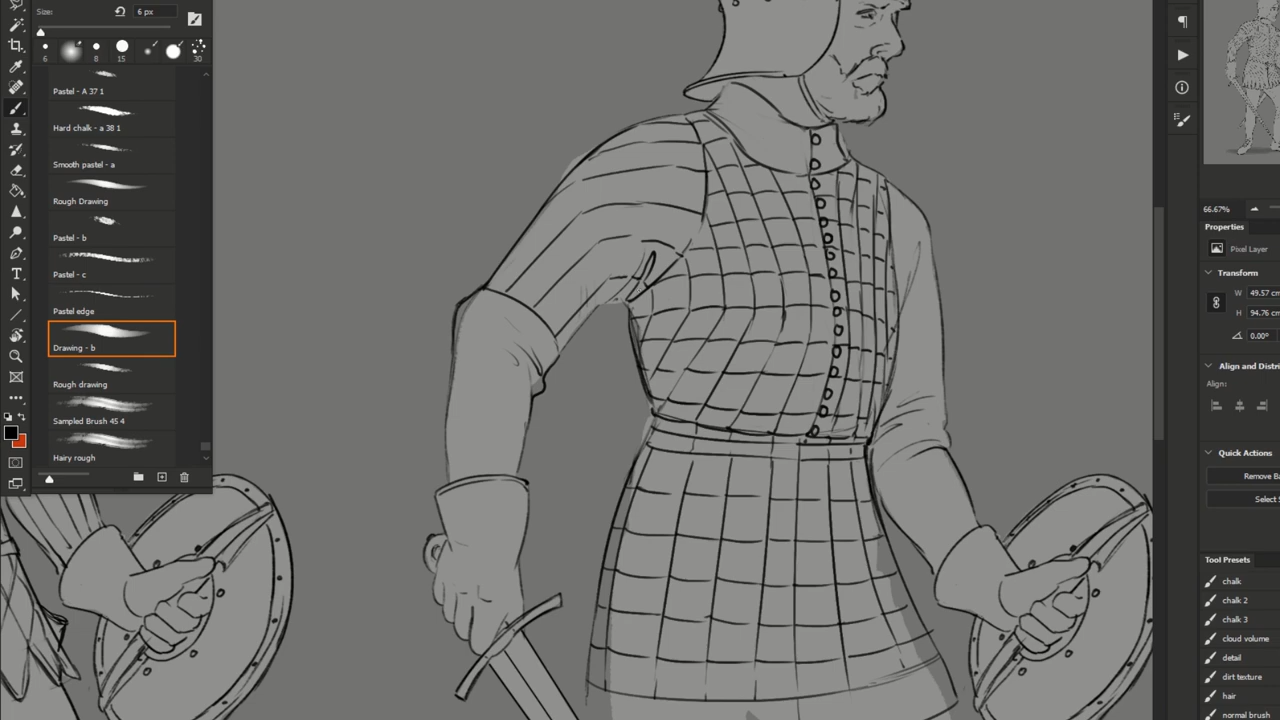 Size:
6 px
6
8
15
30
Pastel - A 37 1
Hard chalk - a 38 1
Smooth pastel - a
Rough Drawing
Pastel - b
Pastel - c
Pastel edge
Drawing - b
Rough drawing
Sampled Brush 45 4
Hairy rough
66.67%
Properties
Pixel Layer
Transform
W
49.57 cm
H
94.76 cm
0.00°
Align and Distri
Align:
Quick Actions
Remove Ba
Select S
Tool Presets
chalk
chalk 2
chalk 3
cloud volume
detail
dirt texture
hair
normal brush